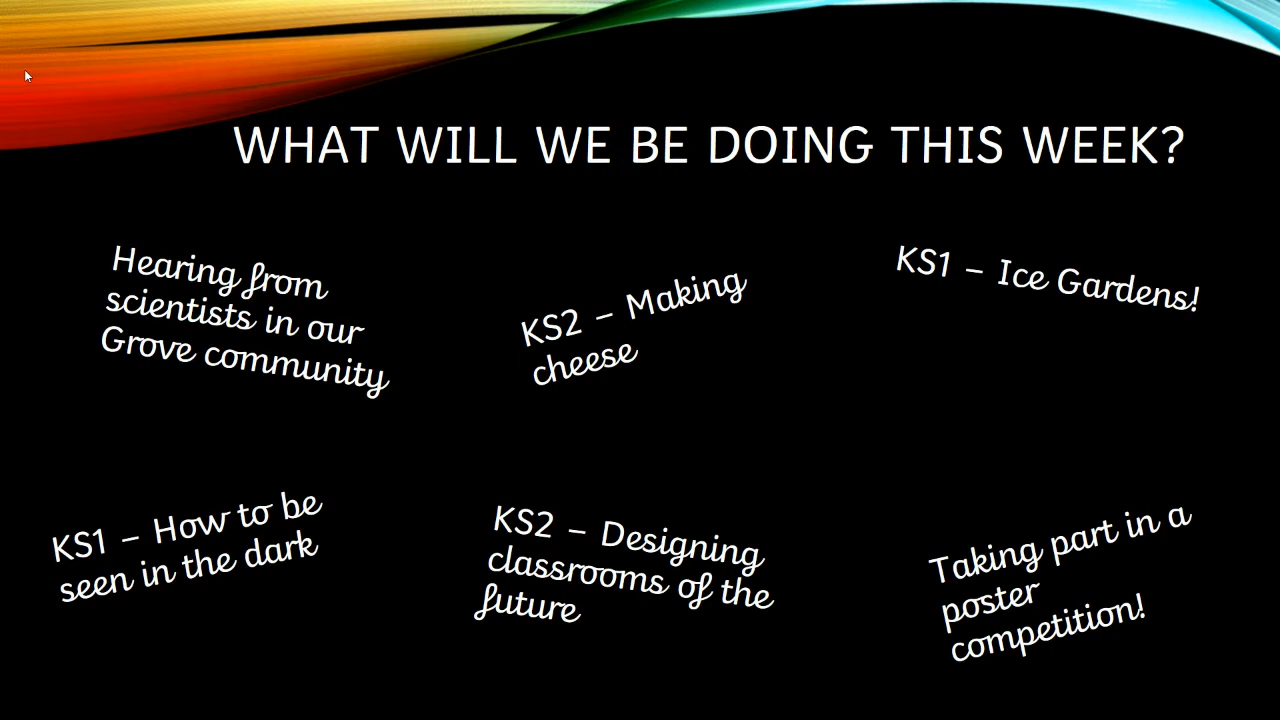 WHAT WILL WE BE DOING THIS WEEK?
Hearing from
scientists in our
Grove community
KS2 – Making
cheese
KS1 – Ice Gardens!
KS1 – How to be
seen in the dark
KS2 – Designing
classrooms of the
future
Taking part in a
poster
competition!